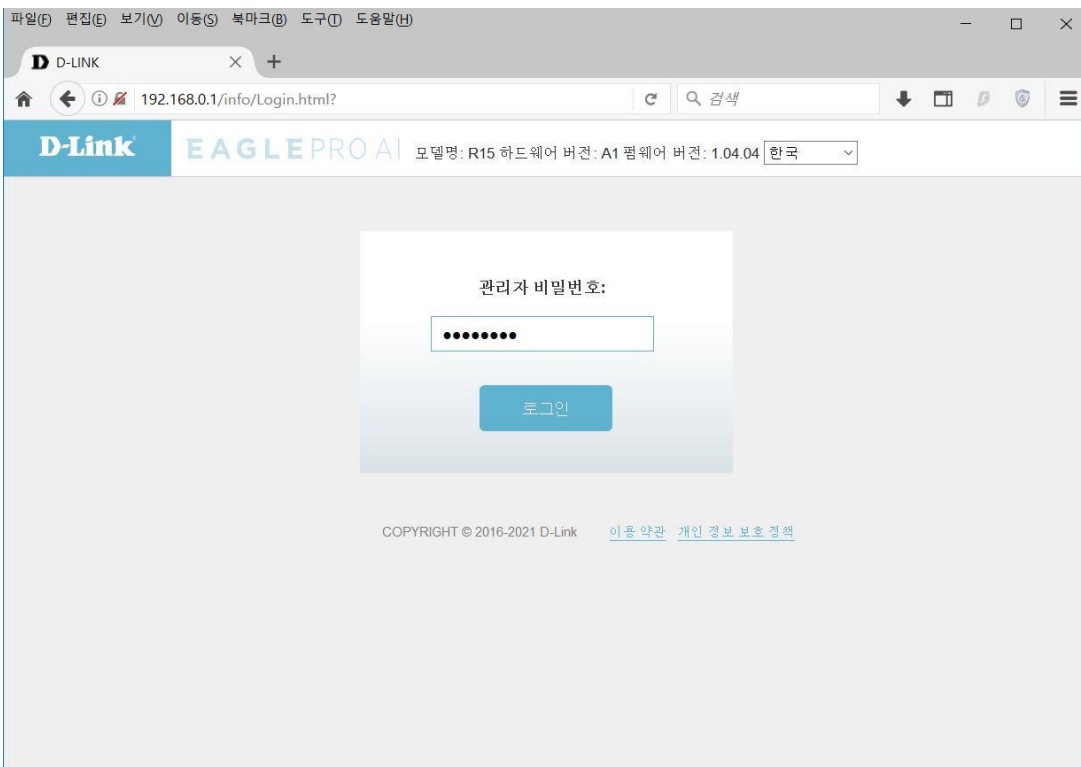 파일(F) 편집(E) 보기(V) 이동(S) 북마크(B) 도구(T) 도움말(H)
D D-LINK
192.168.0.1/info/Login.html? 검색
D-Link EAGLE PRO AI 모델명: R15 하드웨어 버전: A1 펌웨어 버전: 1.04.04 한국
관리자 비밀번호:
로그인
COPYRIGHT © 2016-2021 D-Link 이용 약관 개인 정보 보호 정책